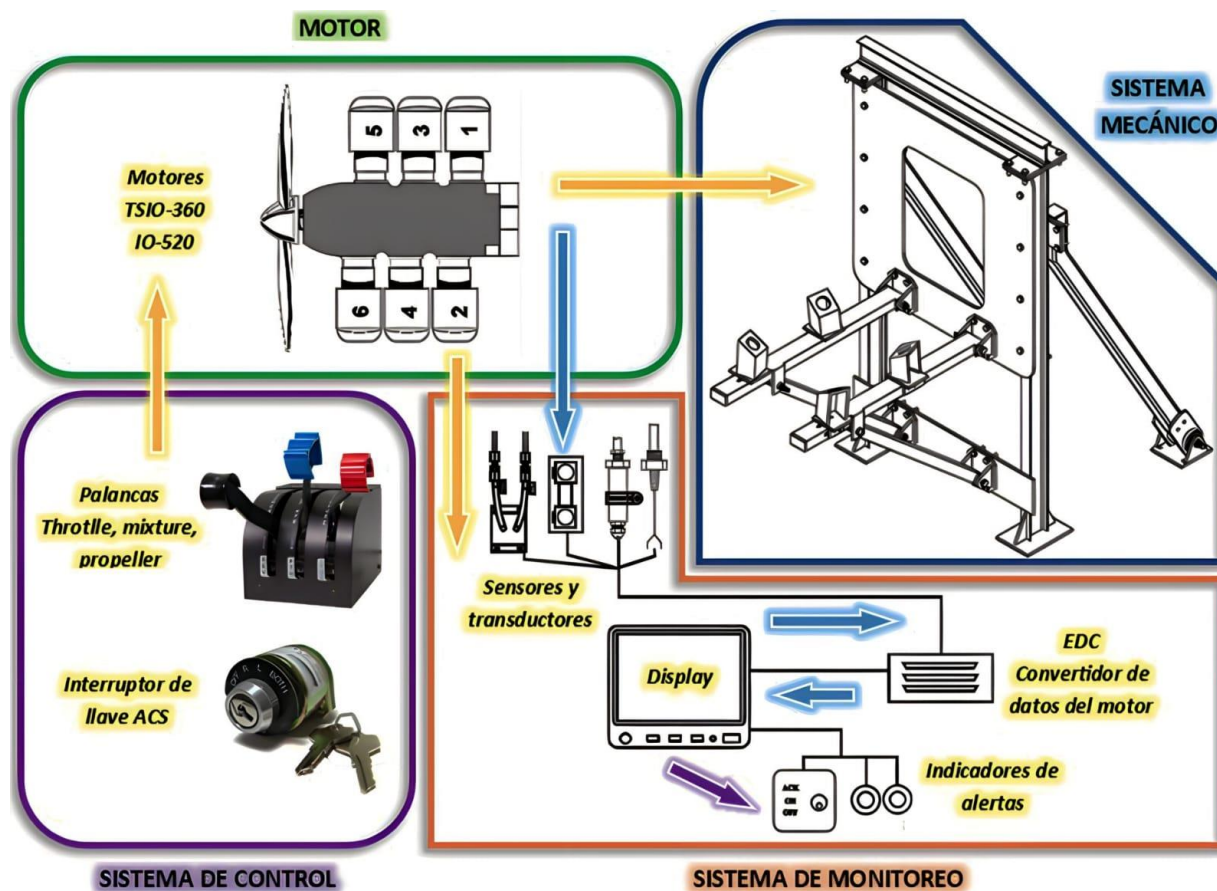 MOTOR
SISTEMA
MECÁNICO
Motores
TSIO-360
IO-520
5
3
1
6
4
2
Palancas
Throtlle, mixture,
propeller
Interruptor de
llave ACS
Sensores y
transductores
Display
EDC
Convertidor de
datos del motor
ACK
ON
OFF
Indicadores de
alertas
SISTEMA DE CONTROL
SISTEMA DE MONITOREO